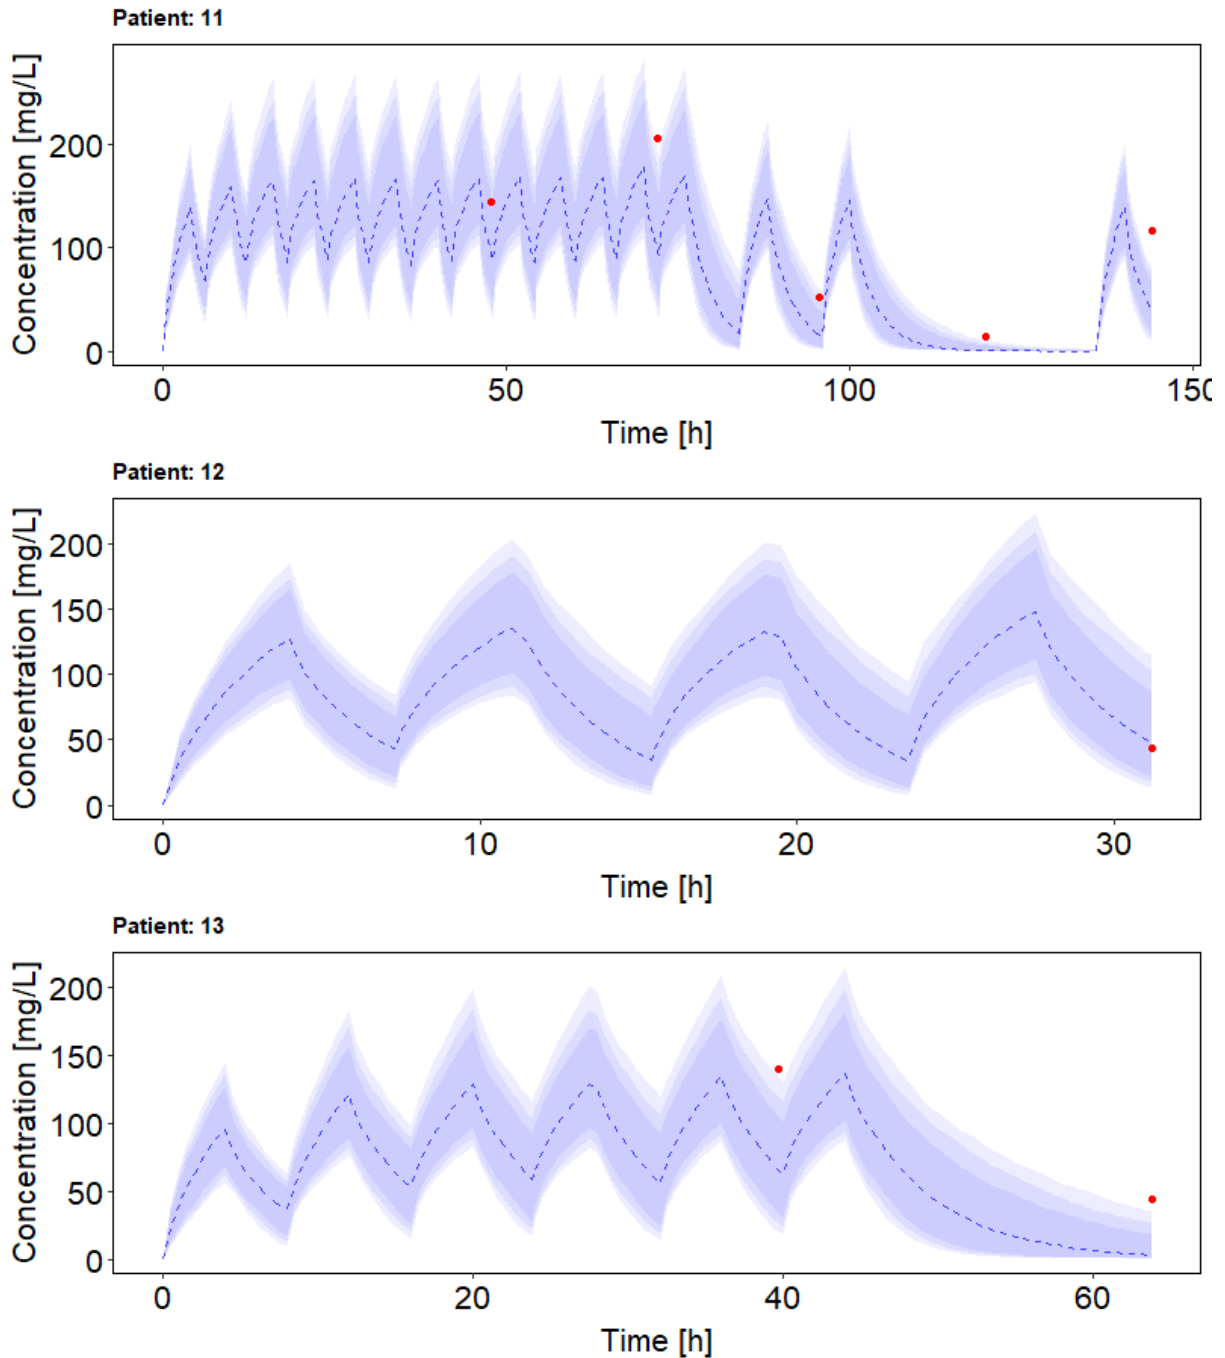 Patient: 11
Concentration [mg/L]
200
100
0
0 50 100 150
Time [h]
Patient: 12
Concentration [mg/L]
200
150
100
50
0
0 10 20 30
Time [h]
Patient: 13
Concentration [mg/L]
200
150
100
50
0
0 20 40 60
Time [h]